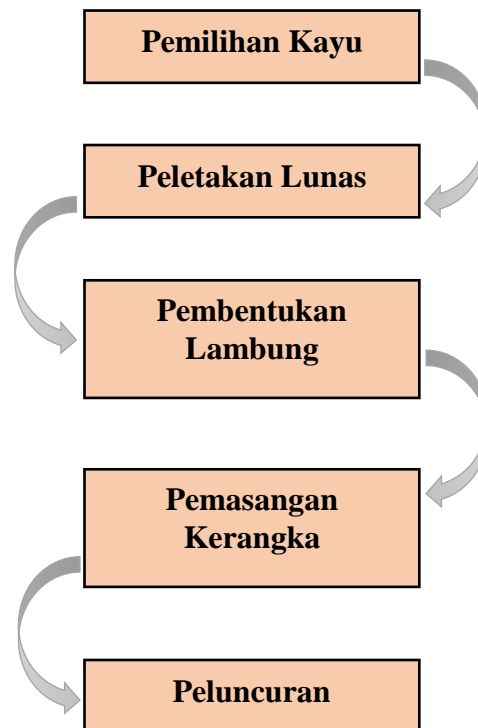 Pemilihan Kayu
Peletakan Lunas
Pembentukan
Lambung
Pemasangan
Kerangka
Peluncuran